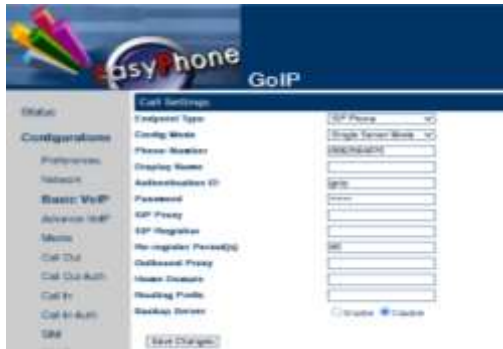 easyPhone
GoIP
Status
Configurations
Preferences
Network
Basic VoIP
Advance VoIP
Media
Call Out
Call Out Auth
Call In
Call In Auth
SIM
Call Settings
Endpoint Type SIP Phone
Config Mode Single Server Mode
Phone Number
Display Name
Authentication ID
Password
SIP Proxy
SIP Registrar
Re-register Period(s)
Outbound Proxy
Home Domain
Routing Prefix
Backup Server Enable Disable
Save Changes